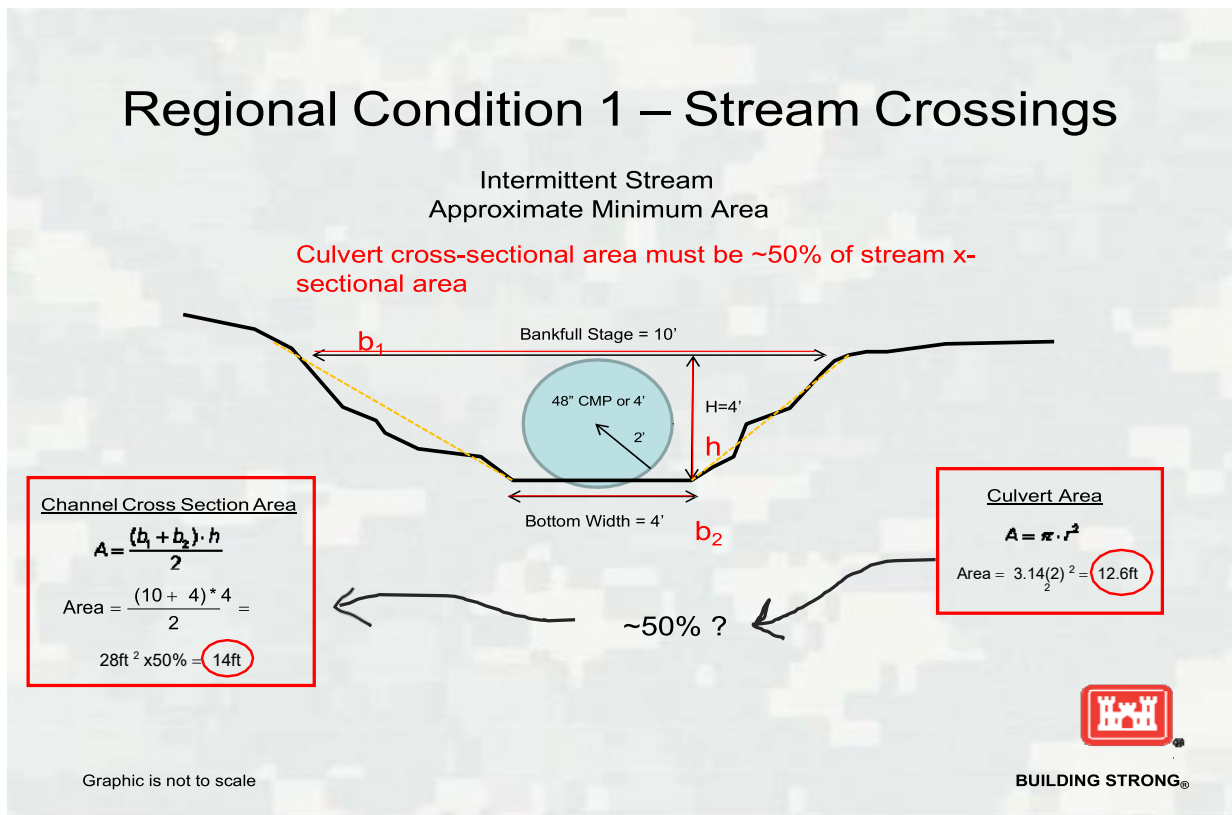 Regional Condition 1 – Stream Crossings
Intermittent Stream
Approximate Minimum Area
Culvert cross-sectional area must be ~50% of stream x-
sectional area
b₁
Bankfull Stage = 10’
48” CMP or 4’
H=4’
2’
h
Bottom Width = 4’
b₂
Channel Cross Section Area
A = (b₁ + b₂) · h
2
Area = (10 + 4) * 4 =
2
28ft ² x50% = 14ft
~50% ?
Culvert Area
A = π · r²
Area = 3.14(2) ² = 12.6ft
2
Graphic is not to scale
BUILDING STRONG®